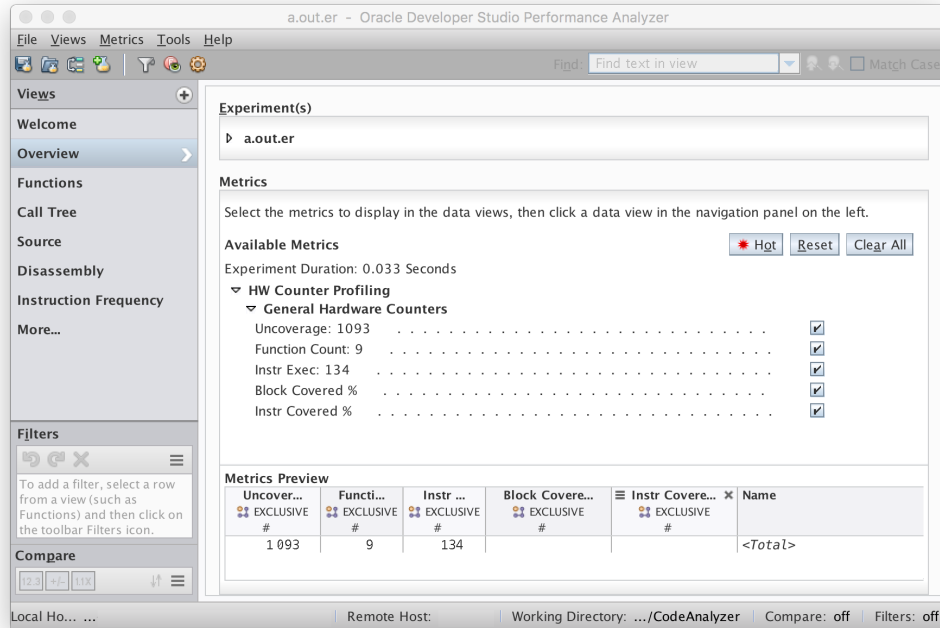 a.out.er - Oracle Developer Studio Performance Analyzer
File Views Metrics Tools Help
Find: Find text in view Match Case
Views
Welcome
Overview
Functions
Call Tree
Source
Disassembly
Instruction Frequency
More...
Filters
To add a filter, select a row
from a view (such as
Functions) and then click on
the toolbar Filters icon.
Compare
12.3 +/- 1.1X
Experiment(s)
a.out.er
Metrics
Select the metrics to display in the data views, then click a data view in the navigation panel on the left.
Available Metrics Hot Reset Clear All
Experiment Duration: 0.033 Seconds
HW Counter Profiling
General Hardware Counters
Uncoverage: 1093
Function Count: 9
Instr Exec: 134
Block Covered %
Instr Covered %
Metrics Preview
Uncover... Functi... Instr ... Block Covere... Instr Covere... Name
EXCLUSIVE EXCLUSIVE EXCLUSIVE EXCLUSIVE EXCLUSIVE
# # # # #
1093 9 134 <Total>
Local Ho... ... Remote Host: Working Directory: .../CodeAnalyzer Compare: off Filters: off